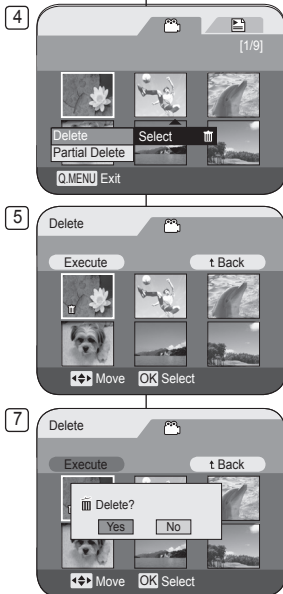 4
[1/9]
Delete Select
Partial Delete
Q.MENU Exit
5
Delete
Execute t Back
Move OK Select
7
Delete
Execute t Back
Delete?
Yes No
Move OK Select